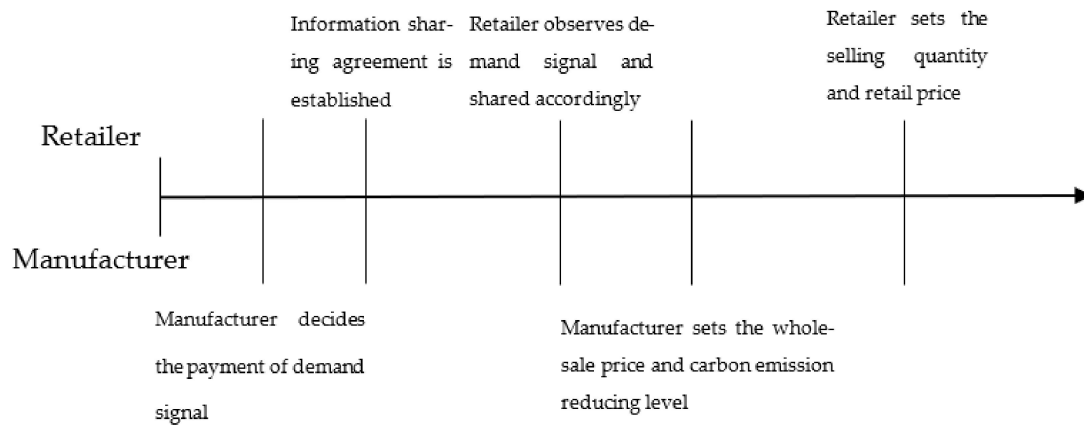 Information shar-
ing agreement is
established
Retailer observes de-
mand signal and
shared accordingly
Retailer sets the
selling quantity
and retail price
Retailer
Manufacturer
Manufacturer decides
the payment of demand
signal
Manufacturer sets the whole-
sale price and carbon emission
reducing level